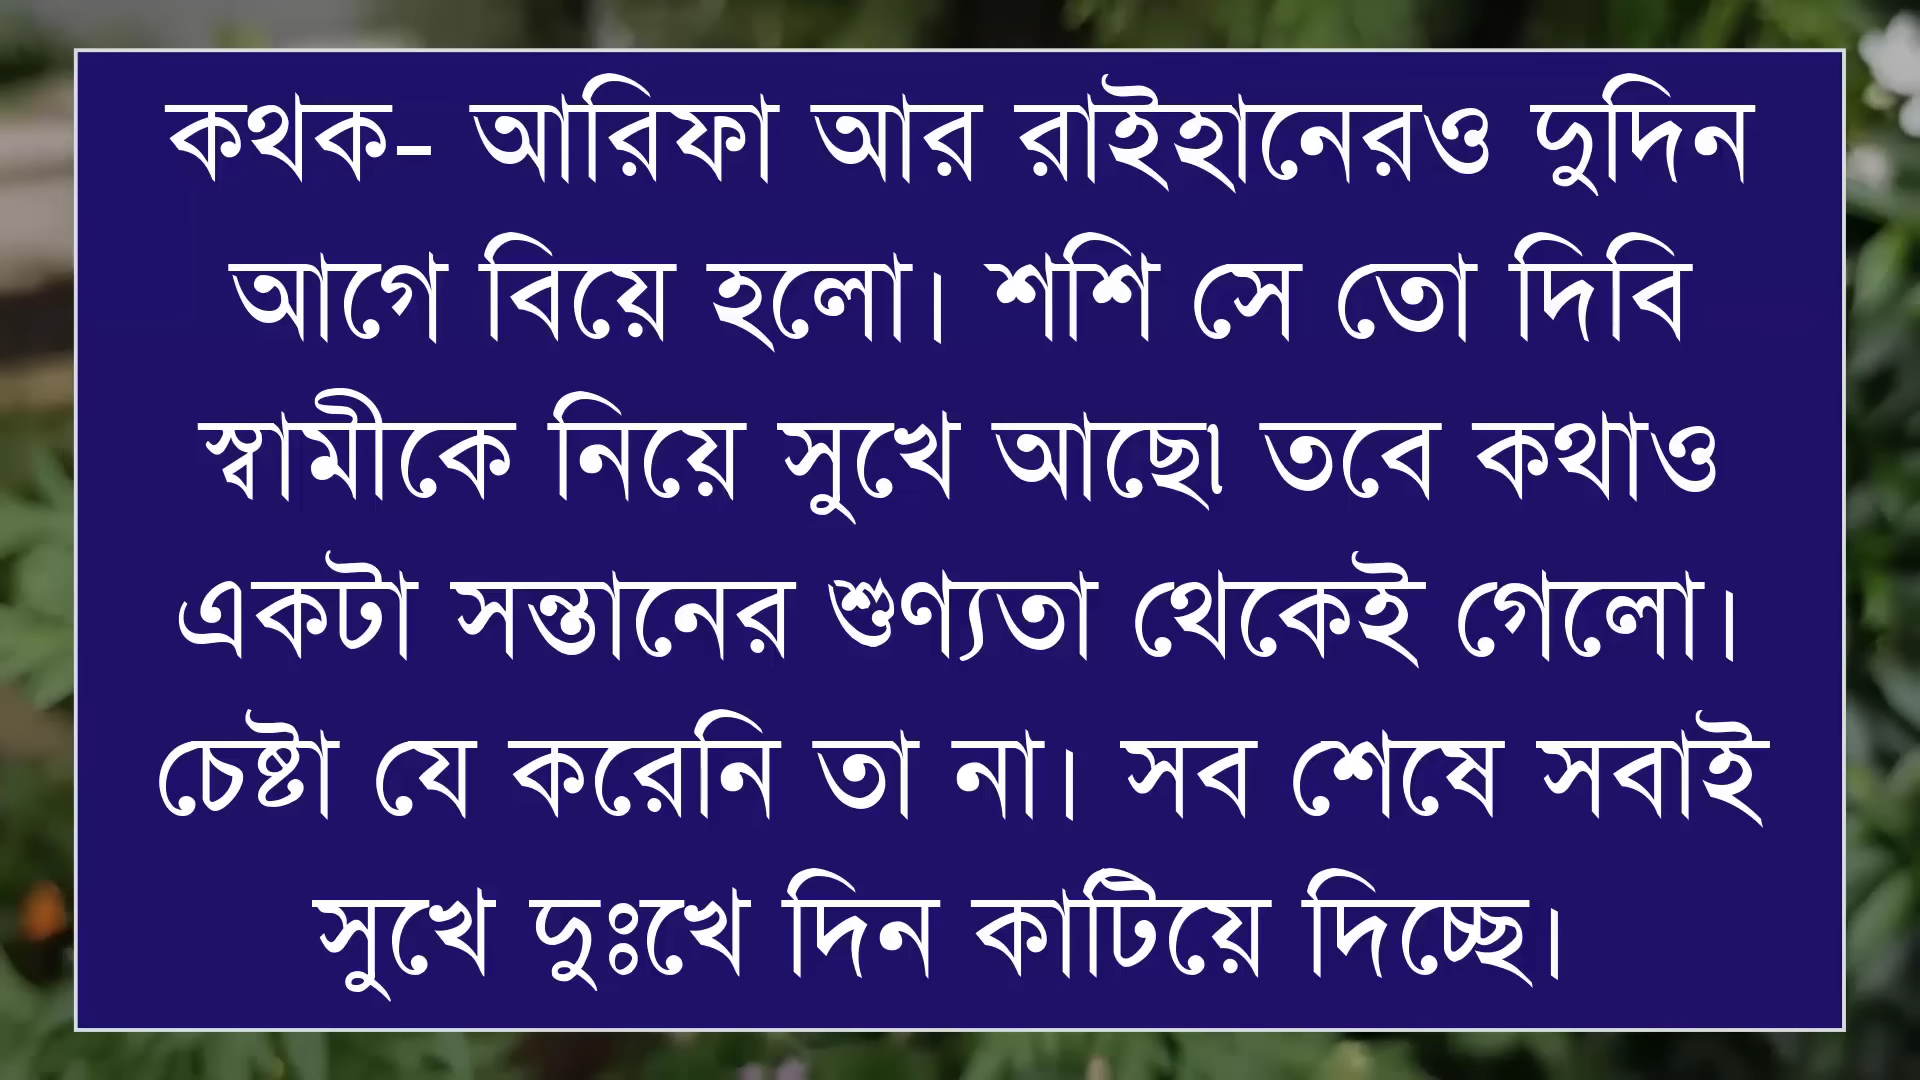 কথক- আরিফা আর রাইহানেরও দুদিন
আগে বিয়ে হলো। শশি সে তো দিবি
স্বামীকে নিয়ে সুখে আছে৷ তবে কথাও
একটা সন্তানের শুণ্যতা থেকেই গেলো।
চেষ্টা যে করেনি তা না। সব শেষে সবাই
সুখে দুঃখে দিন কাটিয়ে দিচ্ছে।